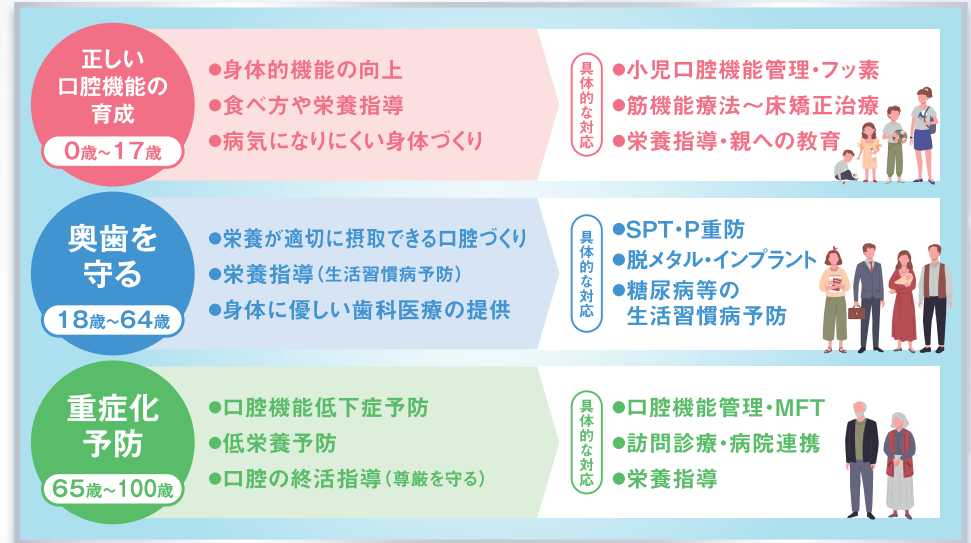 正しい
口腔機能の
育成
0歳〜17歳
●身体的機能の向上
●食べ方や栄養指導
●病気になりにくい身体づくり
具体的な対応
●小児口腔機能管理・フッ素
●筋機能療法〜床矯正治療
●栄養指導・親への教育
奥歯を
守る
18歳〜64歳
●栄養が適切に摂取できる口腔づくり
●栄養指導（生活習慣病予防）
●身体に優しい歯科医療の提供
具体的な対応
●SPT・P重防
●脱メタル・インプラント
●糖尿病等の
生活習慣病予防
重症化
予防
65歳〜100歳
●口腔機能低下症予防
●低栄養予防
●口腔の終活指導（尊厳を守る）
具体的な対応
●口腔機能管理・MFT
●訪問診療・病院連携
●栄養指導